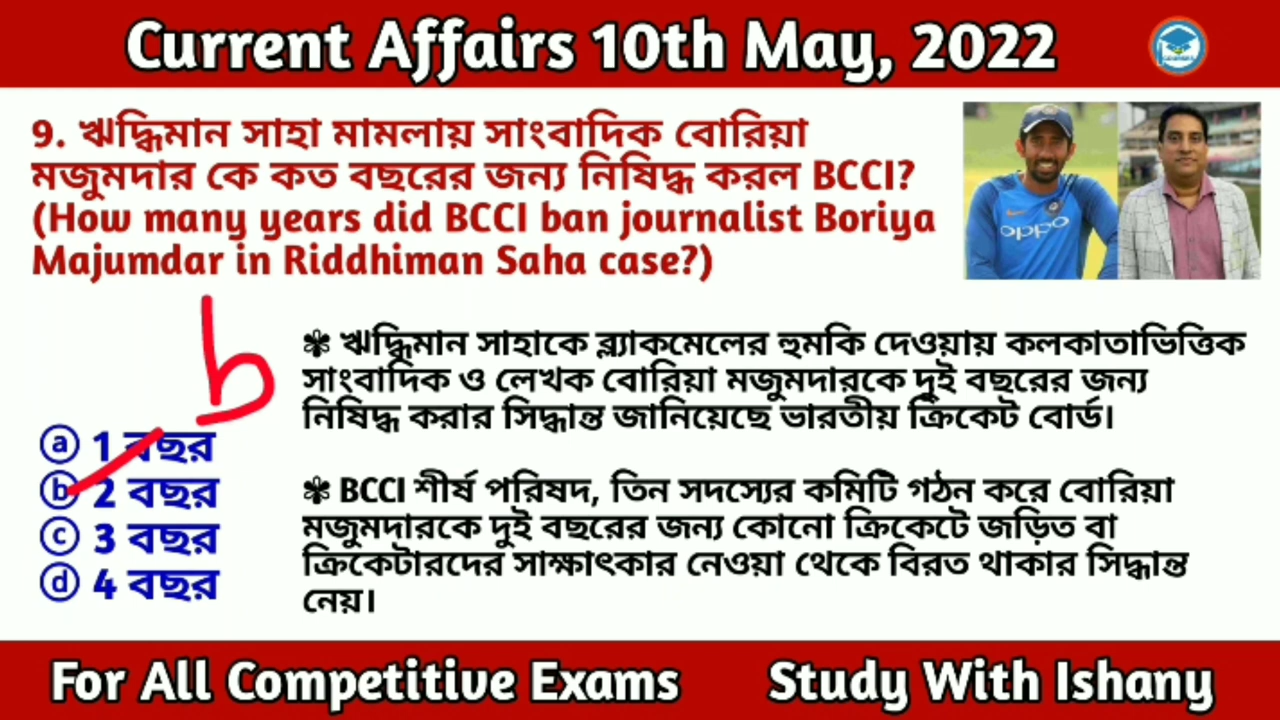 Current Affairs 10th May, 2022
9. ঋদ্ধিমান সাহা মামলায় সাংবাদিক বোরিয়া
মজুমদার কে কত বছরের জন্য নিষিদ্ধ করল BCCI?
(How many years did BCCI ban journalist Boriya
Majumdar in Riddhiman Saha case?)
oppo
b
ⓐ 1 বছর
ⓑ 2 বছর
ⓒ 3 বছর
ⓓ 4 বছর
✾ ঋদ্ধিমান সাহাকে ব্ল্যাকমেলের হুমকি দেওয়ায় কলকাতাভিত্তিক
সাংবাদিক ও লেখক বোরিয়া মজুমদারকে দুই বছরের জন্য
নিষিদ্ধ করার সিদ্ধান্ত জানিয়েছে ভারতীয় ক্রিকেট বোর্ড।
✾ BCCI শীর্ষ পরিষদ, তিন সদস্যের কমিটি গঠন করে বোরিয়া
মজুমদারকে দুই বছরের জন্য কোনো ক্রিকেটে জড়িত বা
ক্রিকেটারদের সাক্ষাৎকার নেওয়া থেকে বিরত থাকার সিদ্ধান্ত
নেয়।
For All Competitive Exams
Study With Ishany